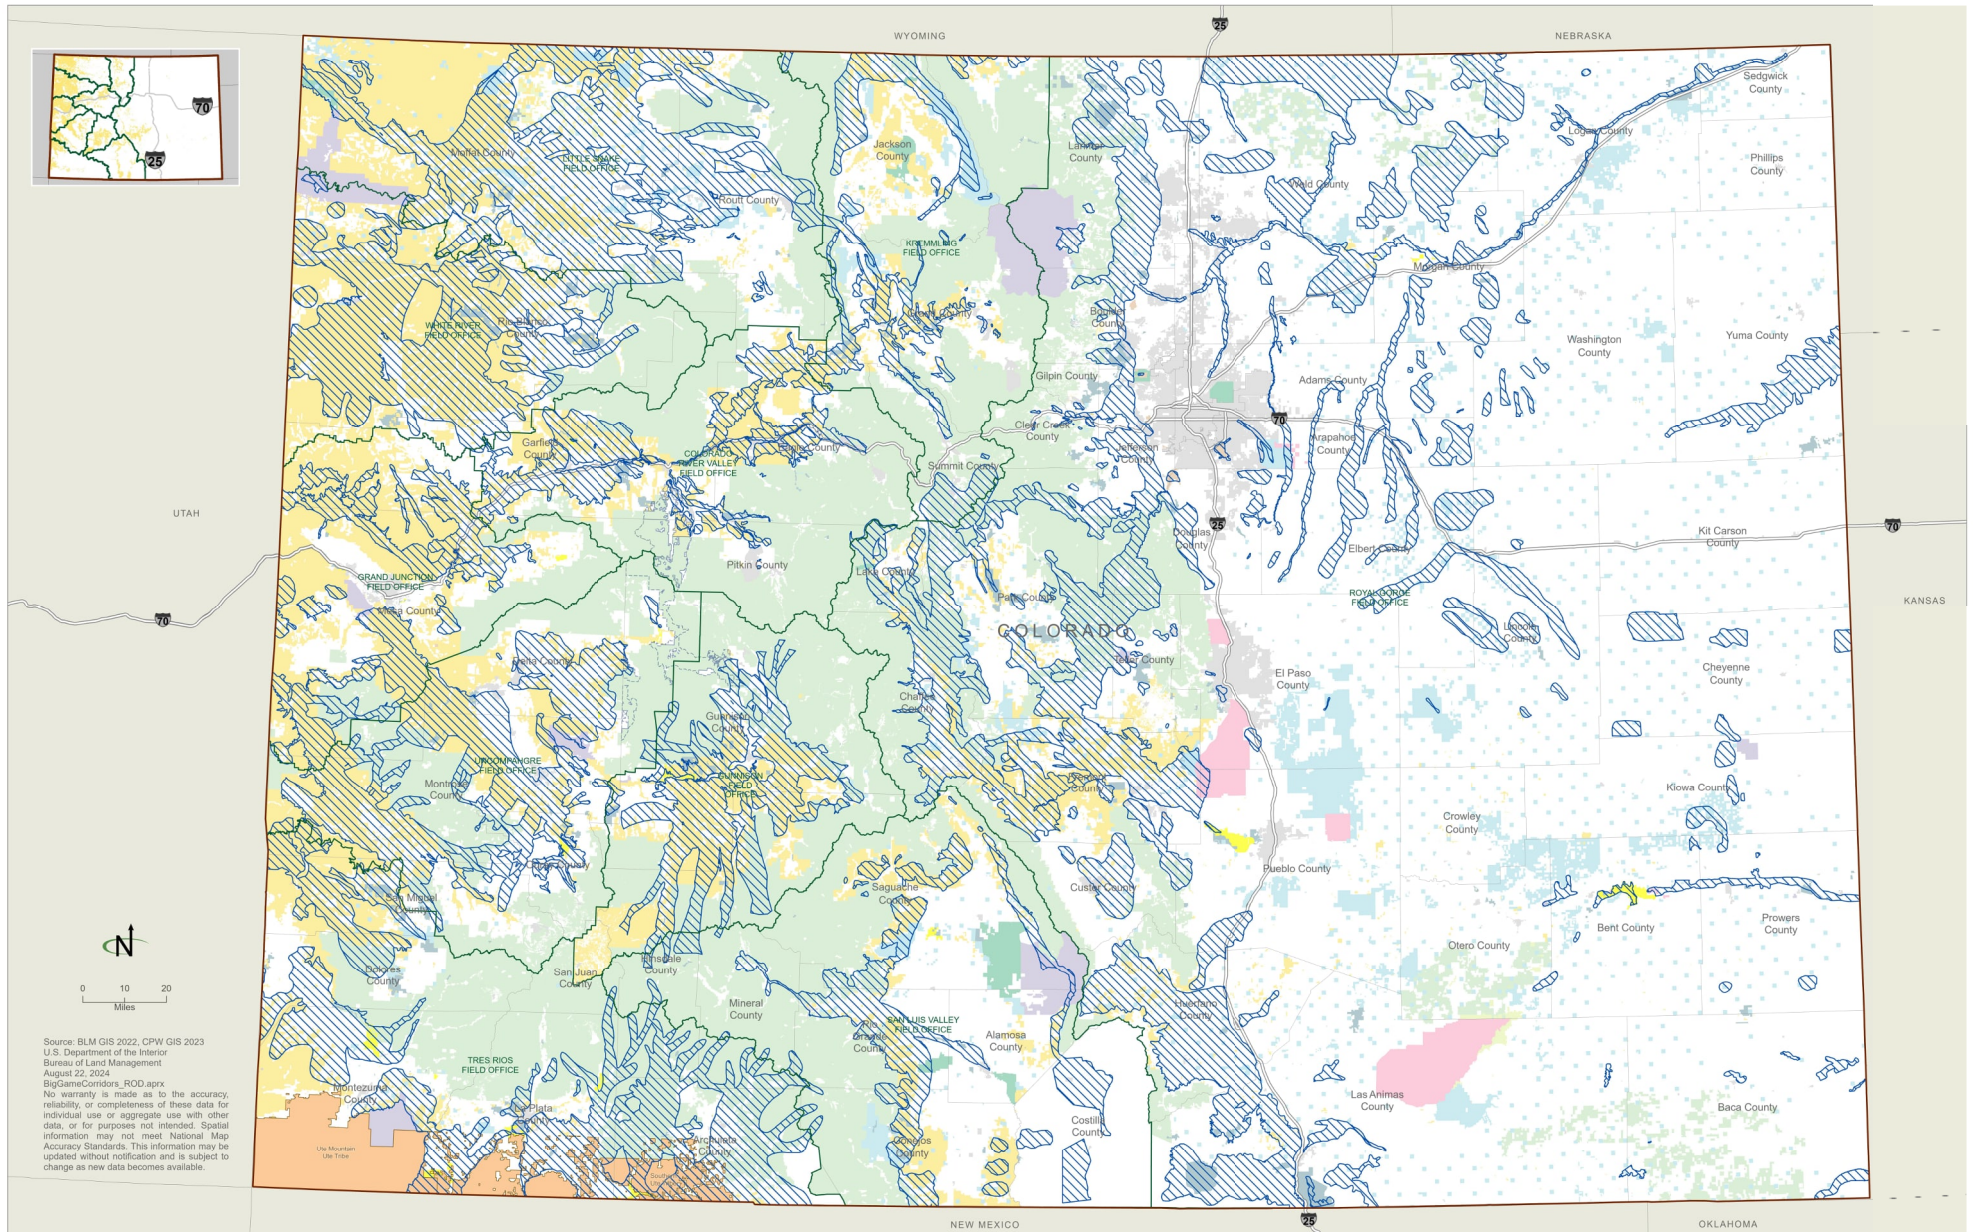 WYOMING
NEBRASKA
25
70
25
Sedgwick
County
Logan County
Phillips
County
Moffat County
LITTLE SNAKE
FIELD OFFICE
Jackson
County
Larimer
County
Weld County
Routt County
KREMMLING
FIELD OFFICE
Morgan County
WHITE RIVER
FIELD OFFICE
Rio Blanco
County
Grand County
Boulder
County
Washington
County
Yuma County
Gilpin County
Adams County
70
Clear Creek
County
Garfield
County
Eagle County
Jefferson
County
Arapahoe
County
COLORADO
RIVER VALLEY
FIELD OFFICE
Summit County
UTAH
25
70
Douglas
County
Elbert County
Kit Carson
County
Pitkin County
Lake County
GRAND JUNCTION
FIELD OFFICE
Mesa County
70
Park County
ROYAL GORGE
FIELD OFFICE
KANSAS
COLORADO
Lincoln
County
Delta County
Teller County
El Paso
County
Cheyenne
County
Chaffee
County
Gunnison
County
UNCOMPAHGRE
FIELD OFFICE
GUNNISON
FIELD
OFFICE
Montrose
County
Fremont
County
Kiowa County
Crowley
County
Ouray County
Pueblo County
Saguache
County
Custer County
San Miguel
County
Bent County
Prowers
County
Otero County
N
Dolores
County
San Juan
County
Hinsdale
County
0 10 20
Miles
Mineral
County
Huerfano
County
Rio
Grande
County
SAN LUIS VALLEY
FIELD OFFICE
Alamosa
County
Source: BLM GIS 2022, CPW GIS 2023
U.S. Department of the Interior
Bureau of Land Management
August 22, 2024
BigGameCorridors_ROD.aprx
No warranty is made as to the accuracy,
reliability, or completeness of these data for
individual use or aggregate use with other
data, or for purposes not intended. Spatial
information may not meet National Map
Accuracy Standards. This information may be
updated without notification and is subject to
change as new data becomes available.
TRES RIOS
FIELD OFFICE
Montezuma
County
La Plata
County
Las Animas
County
Baca County
Costilla
County
Archuleta
County
Conejos
County
Ute Mountain
Ute Tribe
Southern
NEW MEXICO
25
OKLAHOMA